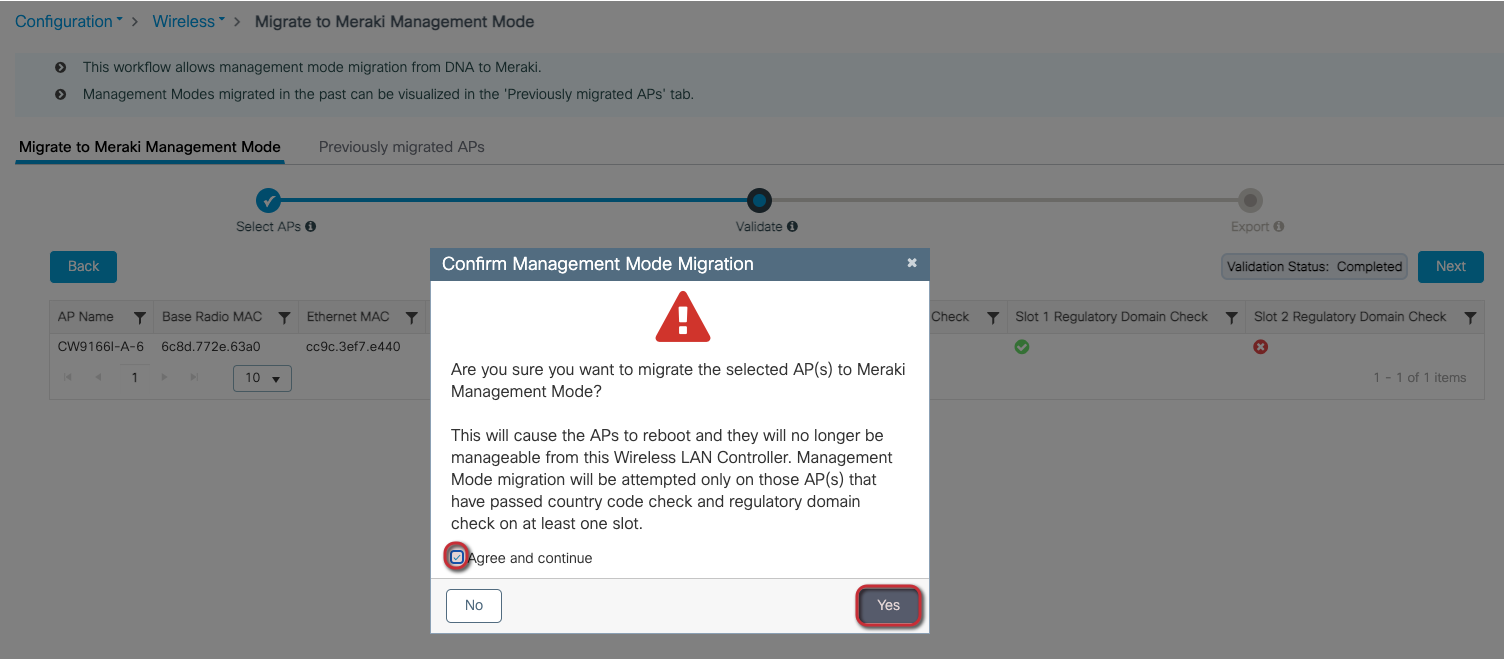 Configuration > Wireless > Migrate to Meraki Management Mode
This workflow allows management mode migration from DNA to Meraki.
Management Modes migrated in the past can be visualized in the 'Previously migrated APs' tab.
Migrate to Meraki Management Mode Previously migrated APs
Select APs Validate Export
Back
Validation Status: Completed Next
AP Name Base Radio MAC Ethernet MAC Check Slot 1 Regulatory Domain Check Slot 2 Regulatory Domain Check
CW9166I-A-6 6c8d.772e.63a0 cc9c.3ef7.e440
1 10 1 - 1 of 1 items
Confirm Management Mode Migration
Are you sure you want to migrate the selected AP(s) to Meraki
Management Mode?
This will cause the APs to reboot and they will no longer be
manageable from this Wireless LAN Controller. Management
Mode migration will be attempted only on those AP(s) that
have passed country code check and regulatory domain
check on at least one slot.
Agree and continue
No Yes